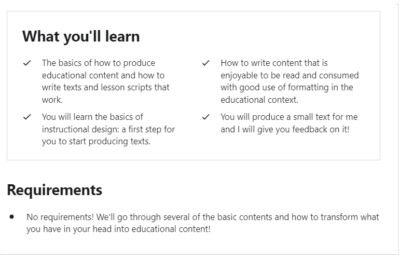 What you'll learn
The basics of how to produce
educational content and how to
write texts and lesson scripts that
work.
You will learn the basics of
instructional design: a first step for
you to start producing texts.
How to write content that is
enjoyable to be read and consumed
with good use of formatting in the
educational context.
You will produce a small text for me
and I will give you feedback on it!
Requirements
No requirements! We'll go through several of the basic contents and how to transform what
you have in your head into educational content!